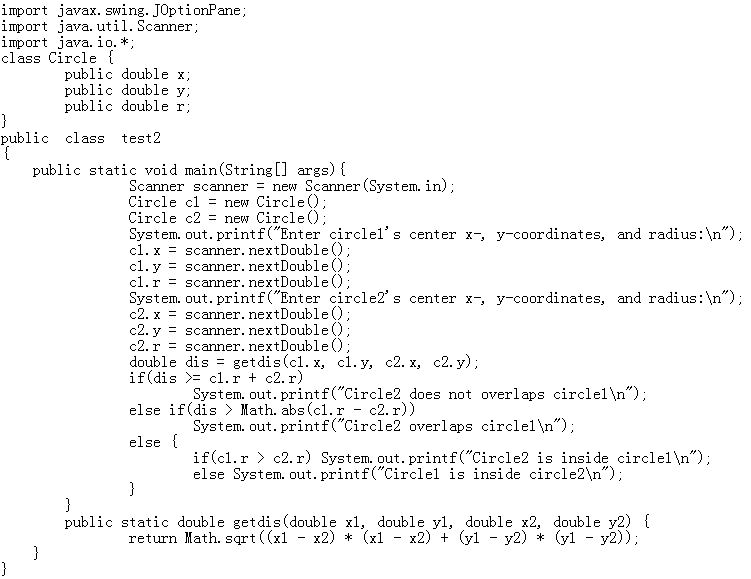 import javax.swing.JOptionPane;
import java.util.Scanner;
import java.io.*;
class Circle {
        public double x;
        public double y;
        public double r;
}
public  class  test2
{
    public static void main(String[] args){
                Scanner scanner = new Scanner(System.in);
                Circle c1 = new Circle();
                Circle c2 = new Circle();
                System.out.printf("Enter circle1's center x-, y-coordinates, and radius:\n");
                c1.x = scanner.nextDouble();
                c1.y = scanner.nextDouble();
                c1.r = scanner.nextDouble();
                System.out.printf("Enter circle2's center x-, y-coordinates, and radius:\n");
                c2.x = scanner.nextDouble();
                c2.y = scanner.nextDouble();
                c2.r = scanner.nextDouble();
                double dis = getdis(c1.x, c1.y, c2.x, c2.y);
                if(dis >= c1.r + c2.r)
                        System.out.printf("Circle2 does not overlaps circle1\n");
                else if(dis > Math.abs(c1.r - c2.r))
                        System.out.printf("Circle2 overlaps circle1\n");
                else {
                        if(c1.r > c2.r) System.out.printf("Circle2 is inside circle1\n");
                        else System.out.printf("Circle1 is inside circle2\n");
                }
        }
        public static double getdis(double x1, double y1, double x2, double y2) {
                return Math.sqrt((x1 - x2) * (x1 - x2) + (y1 - y2) * (y1 - y2));
    }
}